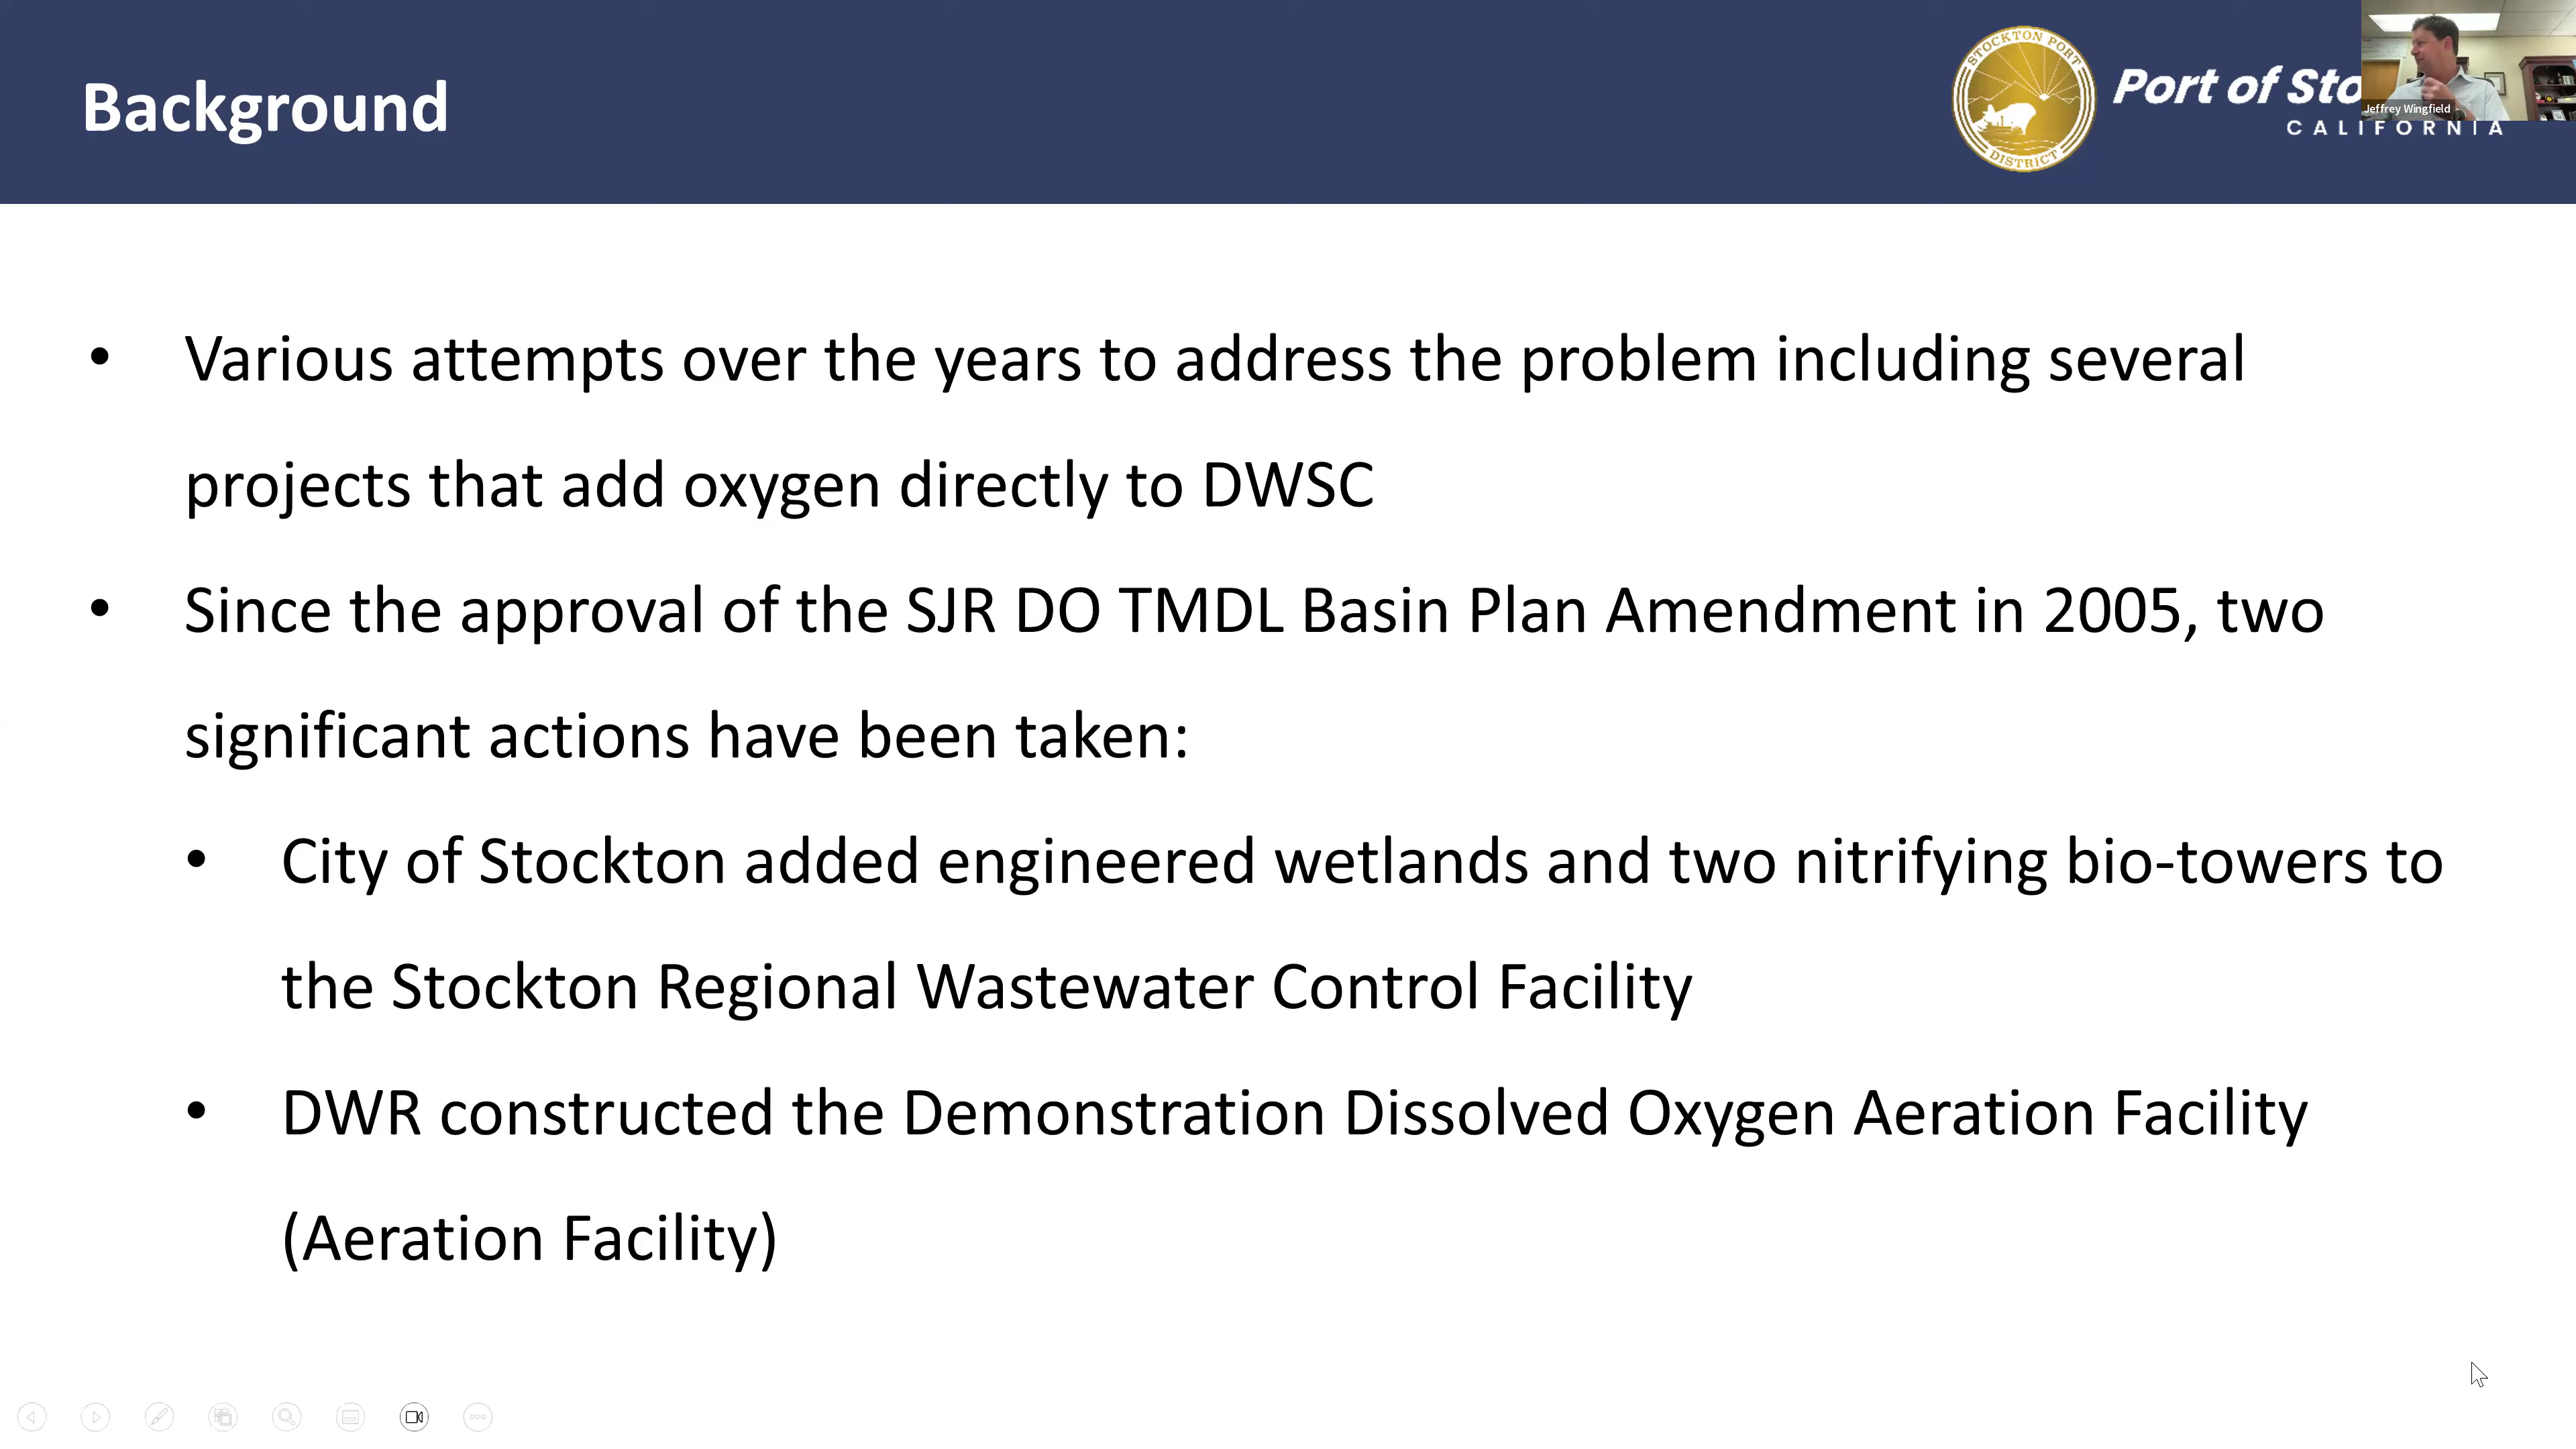 Background
STOCKTON PORT
DISTRICT
Port of Sto
CALIFORNIA
Jeffrey Wingfield
• Various attempts over the years to address the problem including several
projects that add oxygen directly to DWSC
• Since the approval of the SJR DO TMDL Basin Plan Amendment in 2005, two
significant actions have been taken:
• City of Stockton added engineered wetlands and two nitrifying bio-towers to
the Stockton Regional Wastewater Control Facility
• DWR constructed the Demonstration Dissolved Oxygen Aeration Facility
(Aeration Facility)